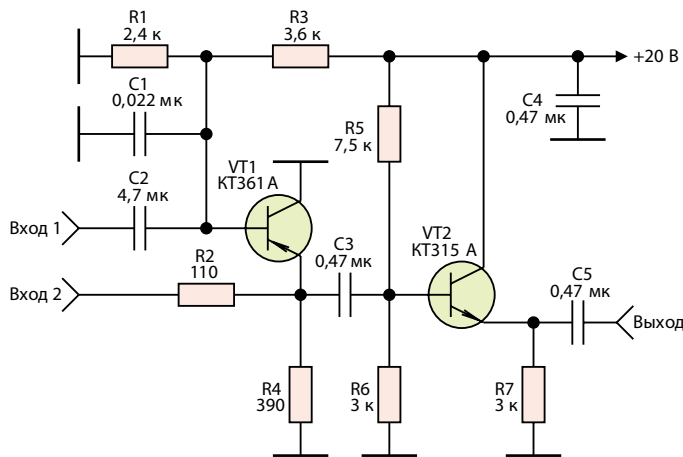 R1
2,4 к
R3
3,6 к
+20 В
C1
0,022 мк
C4
0,47 мк
R5
7,5 к
VT1
КТ361 А
C2
4,7 мк
Вход 1
VT2
КТ315 А
C3
0,47 мк
R2
110
C5
0,47 мк
Вход 2
Выход
R4
390
R6
3 к
R7
3 к